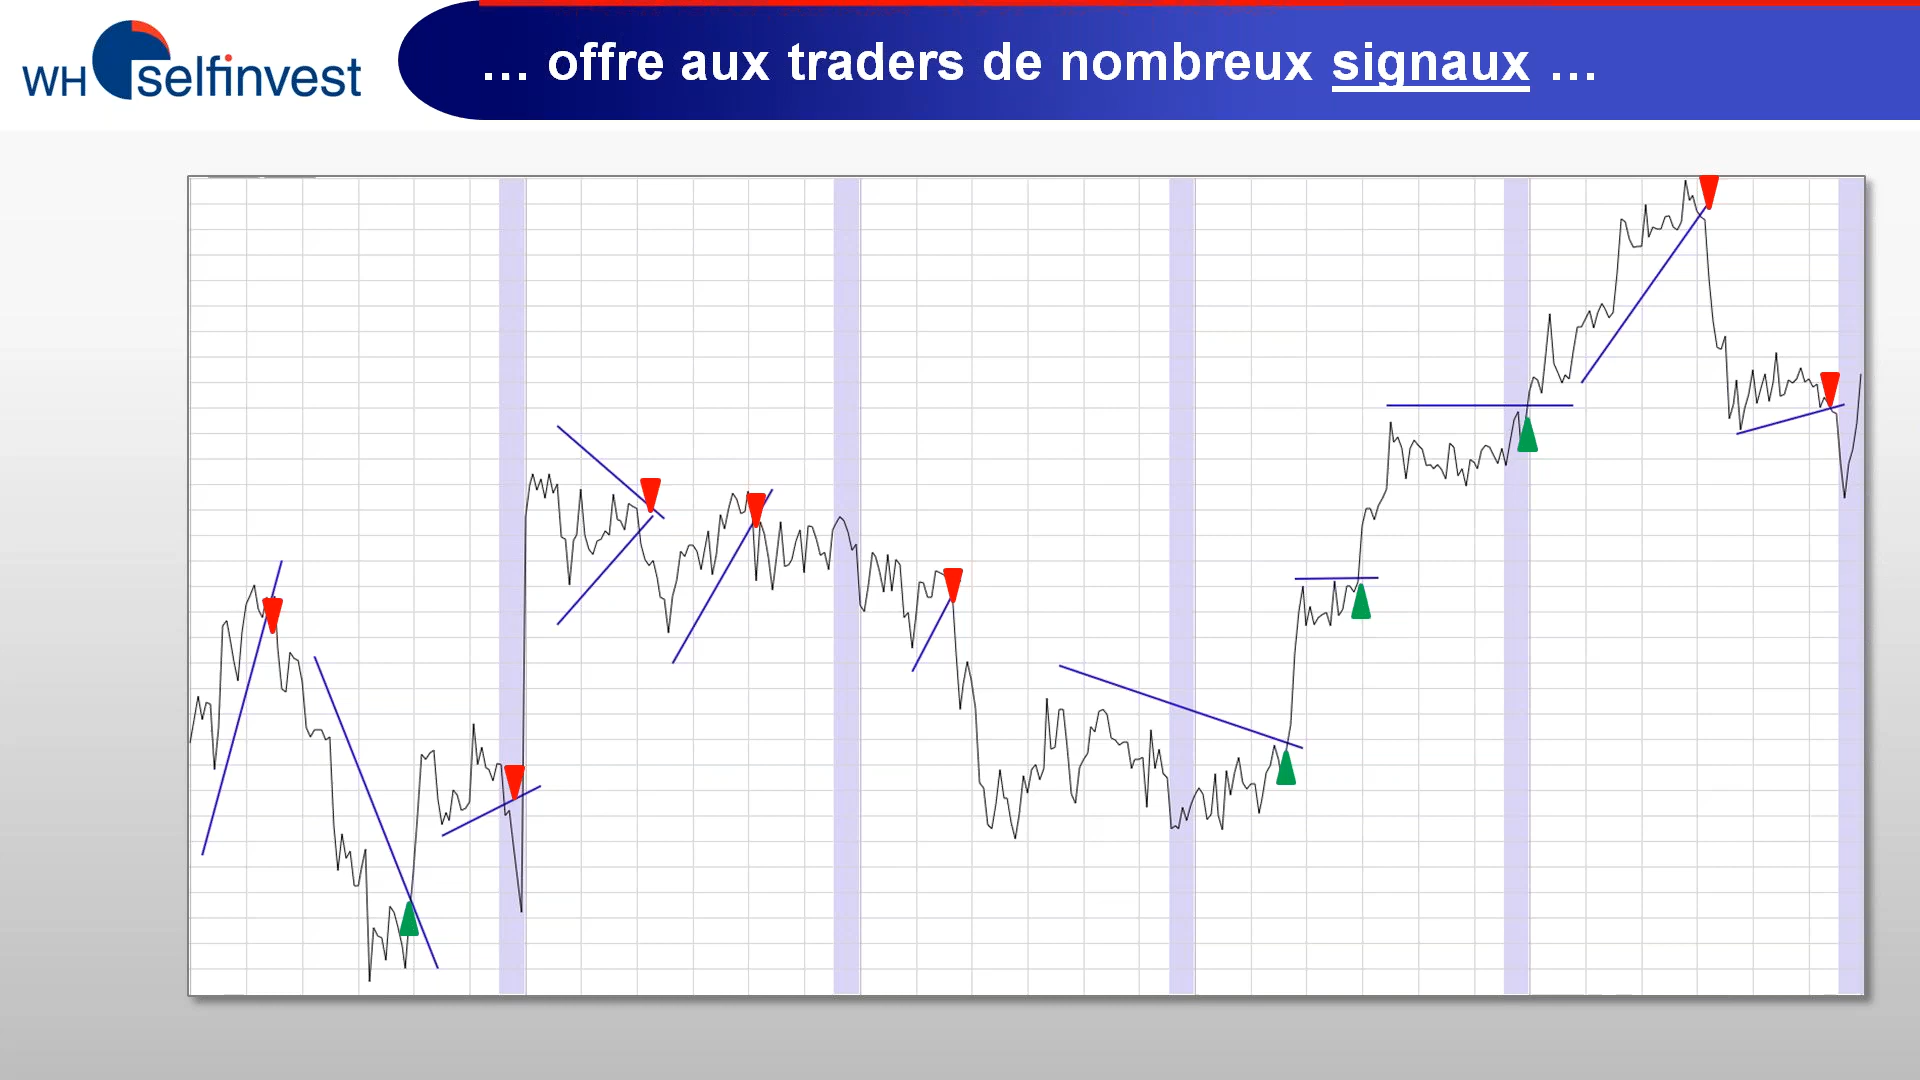 WH selfinvest
… offre aux traders de nombreux signaux …